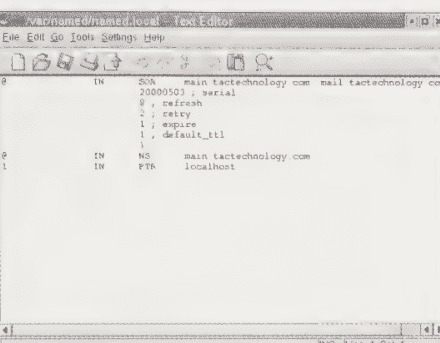 /var/named/named.local - Text Editor
File Edit Go Tools Settings Help
@ IN SOA main tactechnology com mail tactechnology co
20000503 ; serial
8 ; refresh
2 ; retry
1 ; expire
1 , default_ttl
)
@ IN NS main tactechnology.com
1 IN PTR localhost